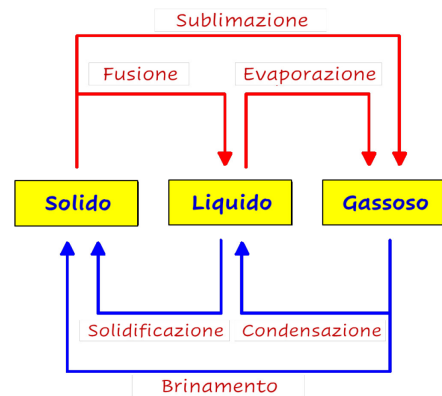 Sublimazione
Fusione
Evaporazione
Solido
Liquido
Gassoso
Solidificazione
Condensazione
Brinamento